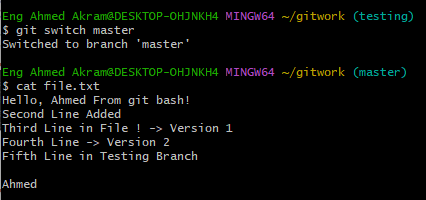 Eng Ahmed Akram@DESKTOP-OHJNKH4 MINGW64 ~/gitwork (testing)
$ git switch master
Switched to branch 'master'
Eng Ahmed Akram@DESKTOP-OHJNKH4 MINGW64 ~/gitwork (master)
$ cat file.txt
Hello, Ahmed From git bash!
Second Line Added
Third Line in File ! -> Version 1
Fourth Line -> Version 2
Fifth Line in Testing Branch
Ahmed